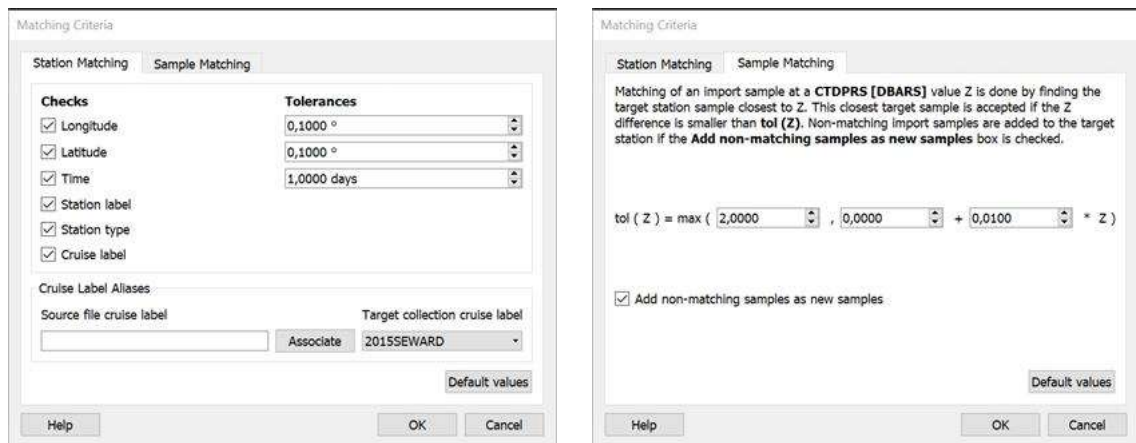 Matching Criteria
Station Matching Sample Matching
Checks Tolerances
Longitude 0,1000 º
Latitude 0,1000 º
Time 1,0000 days
Station label
Station type
Cruise label
Cruise Label Aliases
Source file cruise label Target collection cruise label
Associate 2015SEWARD
Default values
Help OK Cancel
Matching Criteria
Station Matching Sample Matching
Matching of an import sample at a CTDPRS [DBARS] value Z is done by finding the
target station sample closest to Z. This closest target sample is accepted if the Z
difference is smaller than tol (Z). Non-matching import samples are added to the target
station if the Add non-matching samples as new samples box is checked.
tol ( Z ) = max ( 2,0000 , 0,0000 + 0,0100 * Z )
Add non-matching samples as new samples
Default values
Help OK Cancel